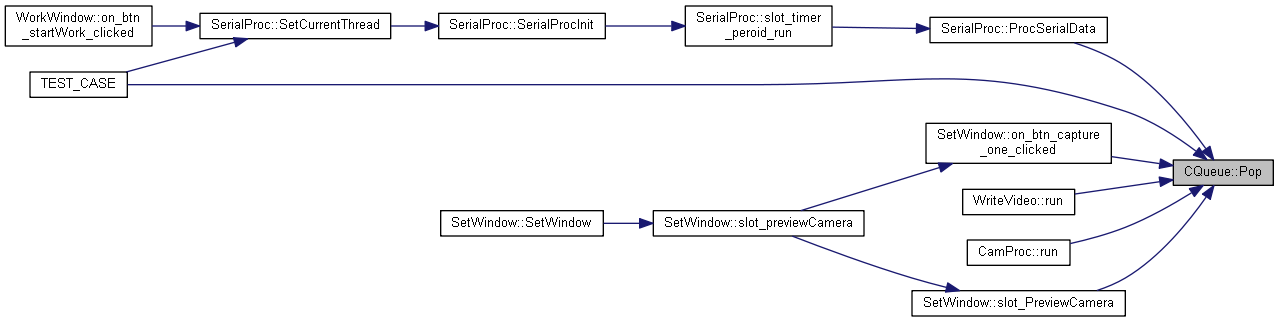 WorkWindow::on_btn
_startWork_clicked
SerialProc::SetCurrentThread
SerialProc::SerialProcInit
SerialProc::slot_timer
_peroid_run
SerialProc::ProcSerialData
TEST_CASE
SetWindow::on_btn_capture
_one_clicked
CQueue::Pop
WriteVideo::run
SetWindow::SetWindow
SetWindow::slot_previewCamera
CamProc::run
SetWindow::slot_PreviewCamera